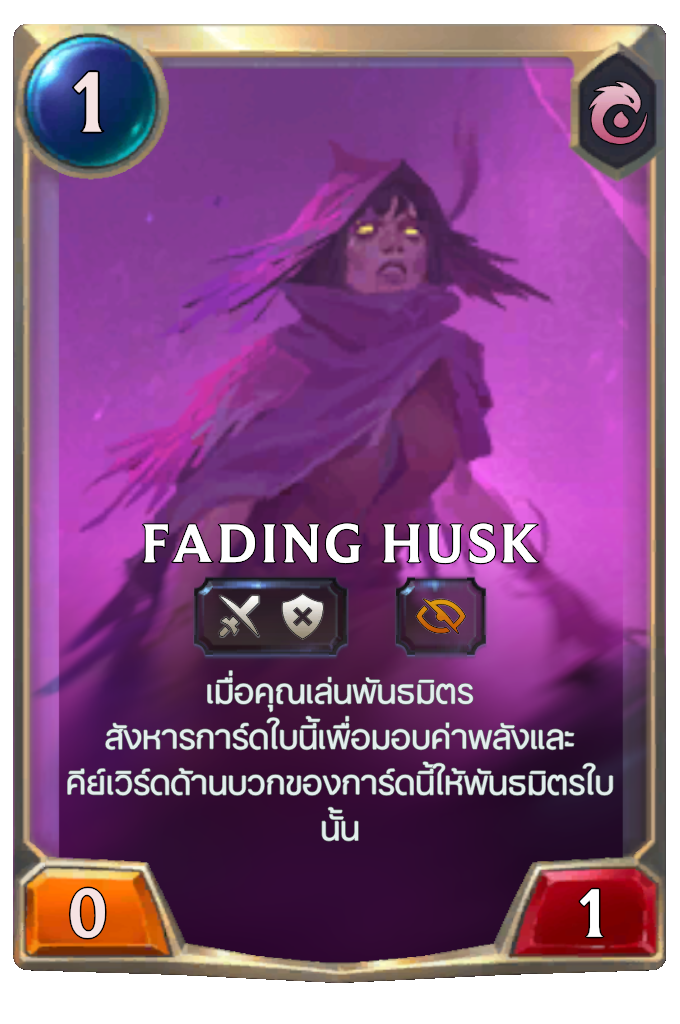 1
FADING HUSK
เมื่อคุณเล่นพันธมิตร
สังหารการ์ดใบนี้เพื่อมอบค่าพลังและ
คีย์เวิร์ดด้านบวกของการ์ดนี้ให้พันธมิตรใบ
นั้น
0
1